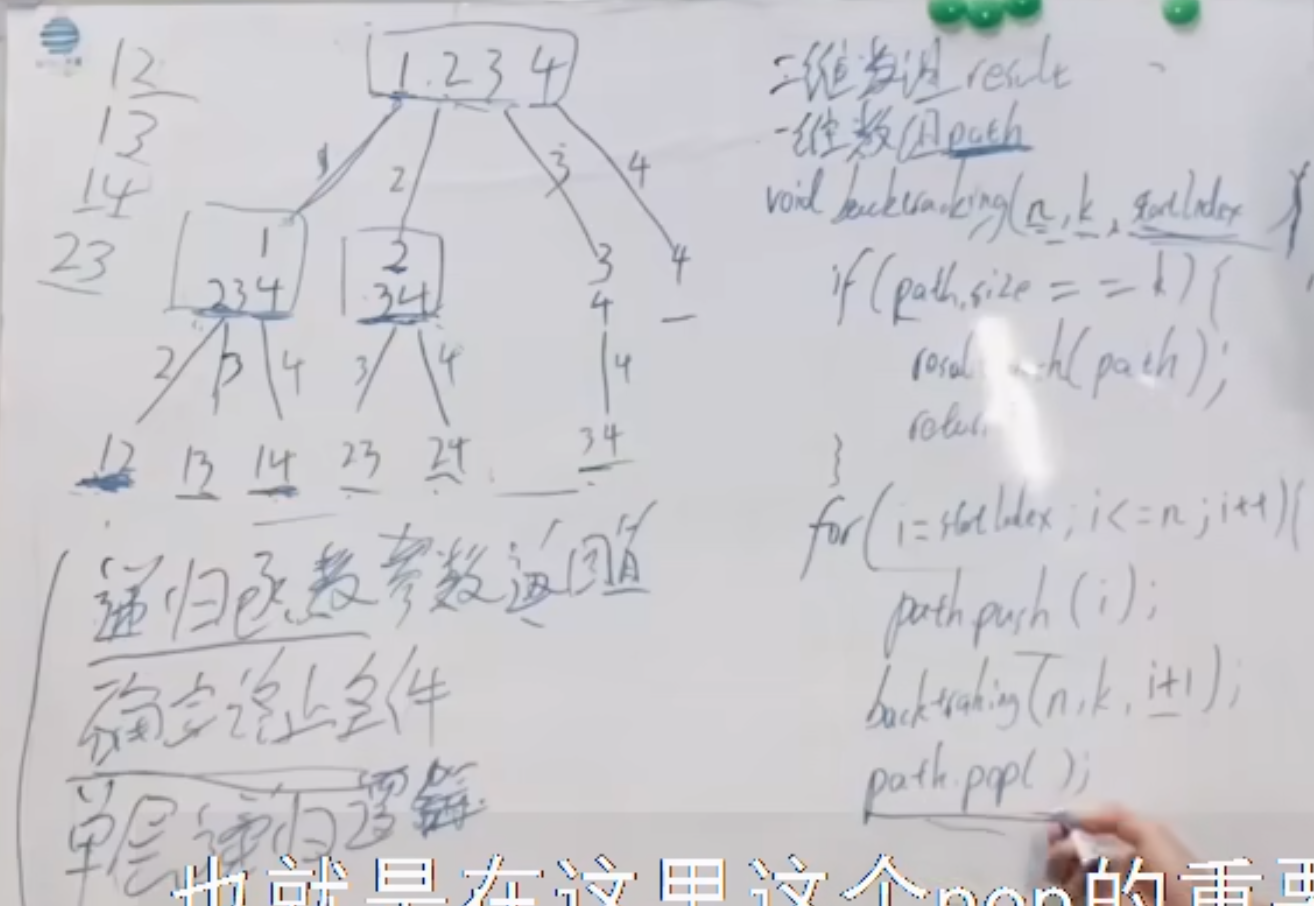 12
13
14
23
1 2 3 4
1 2 3 4
1
234
2
34
3
4
4
2 3 4 3 4 4
12 13 14 23 24 34
递归函数参数返回值
确定终止条件
单层递归逻辑
二维数组 result
一维数组 path
void backtracking(n, k, startIndex)
if (path.size == k) {
(path);
}
for (i=startIndex; i<=n; i++) {
path.push(i);
backtraking(n, k, i+1);
path.pop();
也就是在这里这个pop的重要